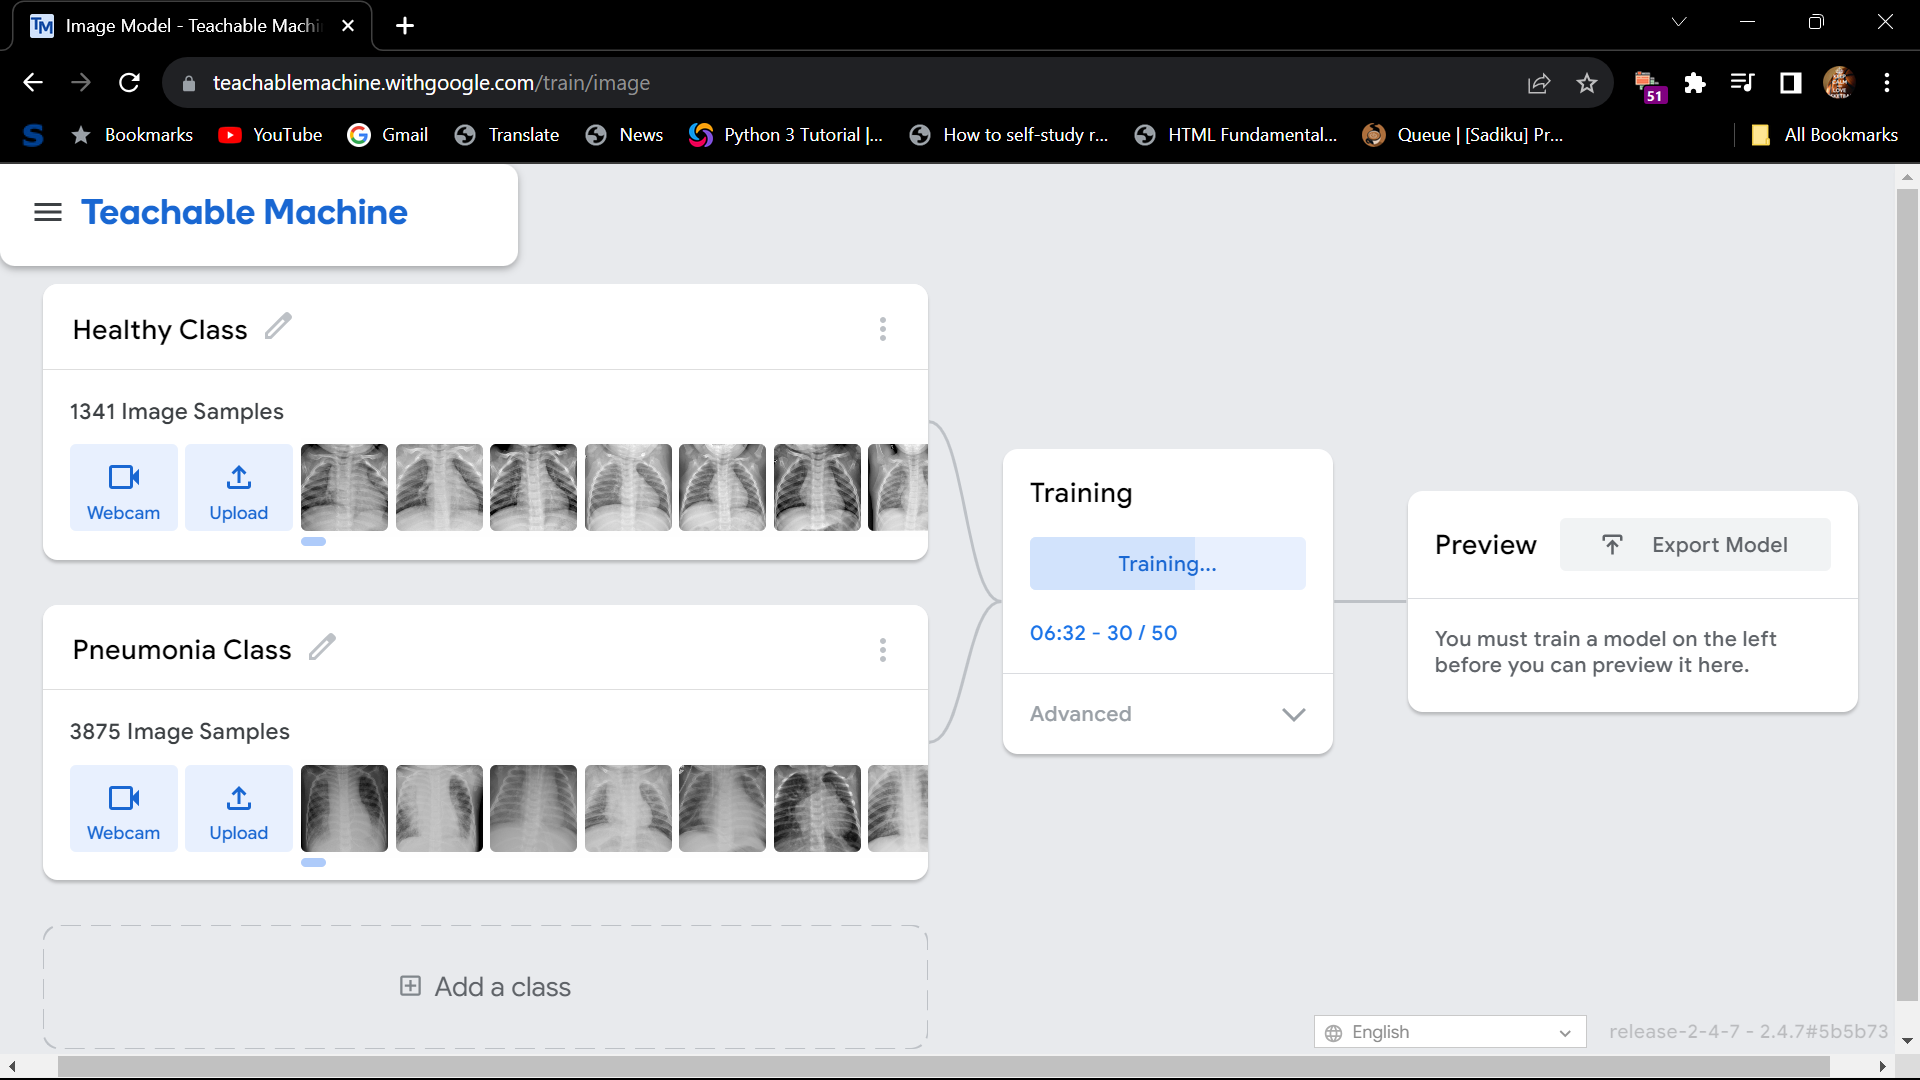 TM Image Model - Teachable Machi
teachablemachine.withgoogle.com/train/image
51
S Bookmarks YouTube Gmail Translate News Python 3 Tutorial |... How to self-study r... HTML Fundamental... Queue | [Sadiku] Pr... All Bookmarks
Teachable Machine
Healthy Class
1341 Image Samples
Webcam Upload
Pneumonia Class
3875 Image Samples
Webcam Upload
Add a class
Training
Training...
06:32 - 30 / 50
Advanced
Preview
Export Model
You must train a model on the left
before you can preview it here.
English
release-2-4-7 - 2.4.7#5b5b73